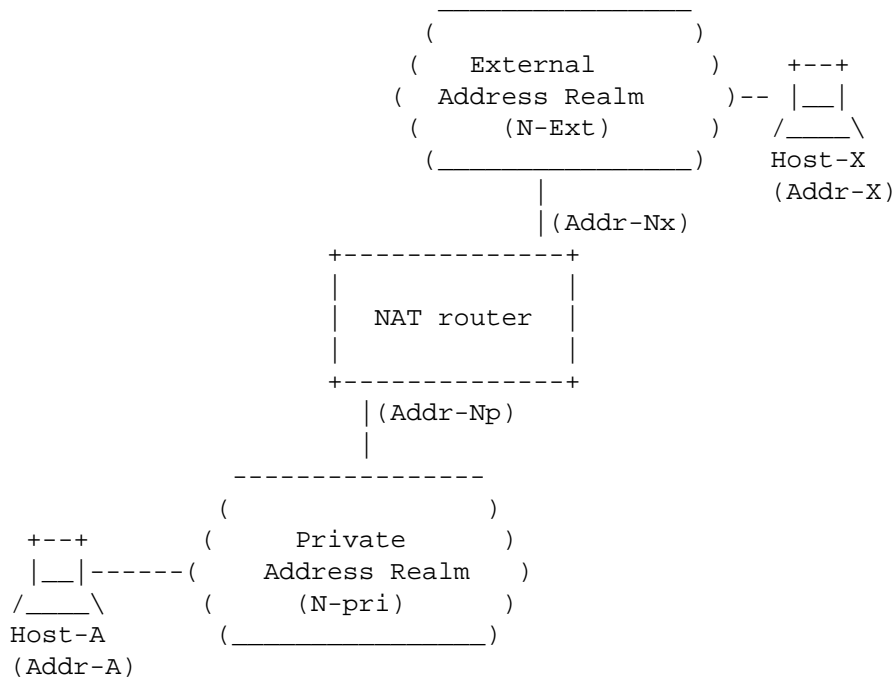 External
Address Realm
(N-Ext)
Host-X
(Addr-X)
(Addr-Nx)
NAT router
(Addr-Np)
Private
Address Realm
(N-pri)
Host-A
(Addr-A)